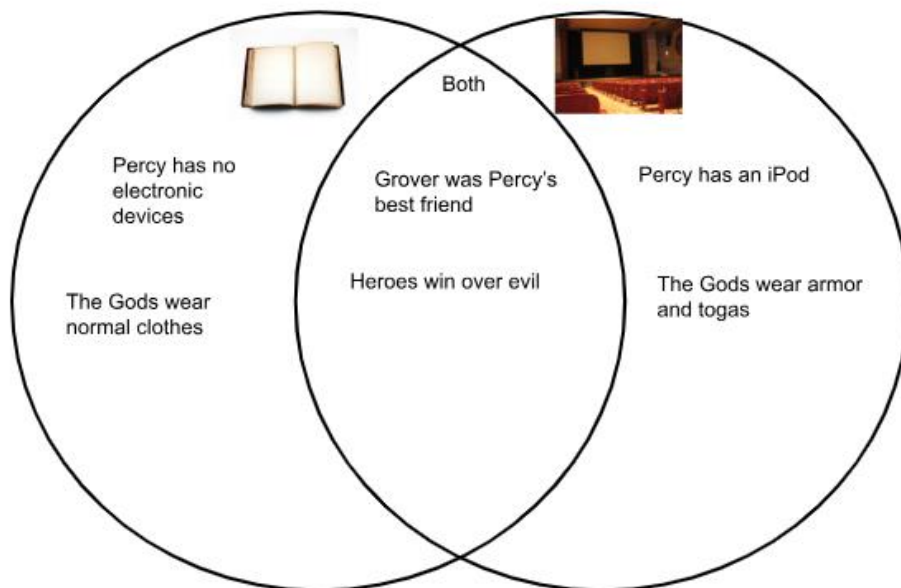 Both
Percy has no
electronic
devices
Grover was Percy's
best friend
Percy has an iPod
The Gods wear
normal clothes
Heroes win over evil
The Gods wear armor
and togas